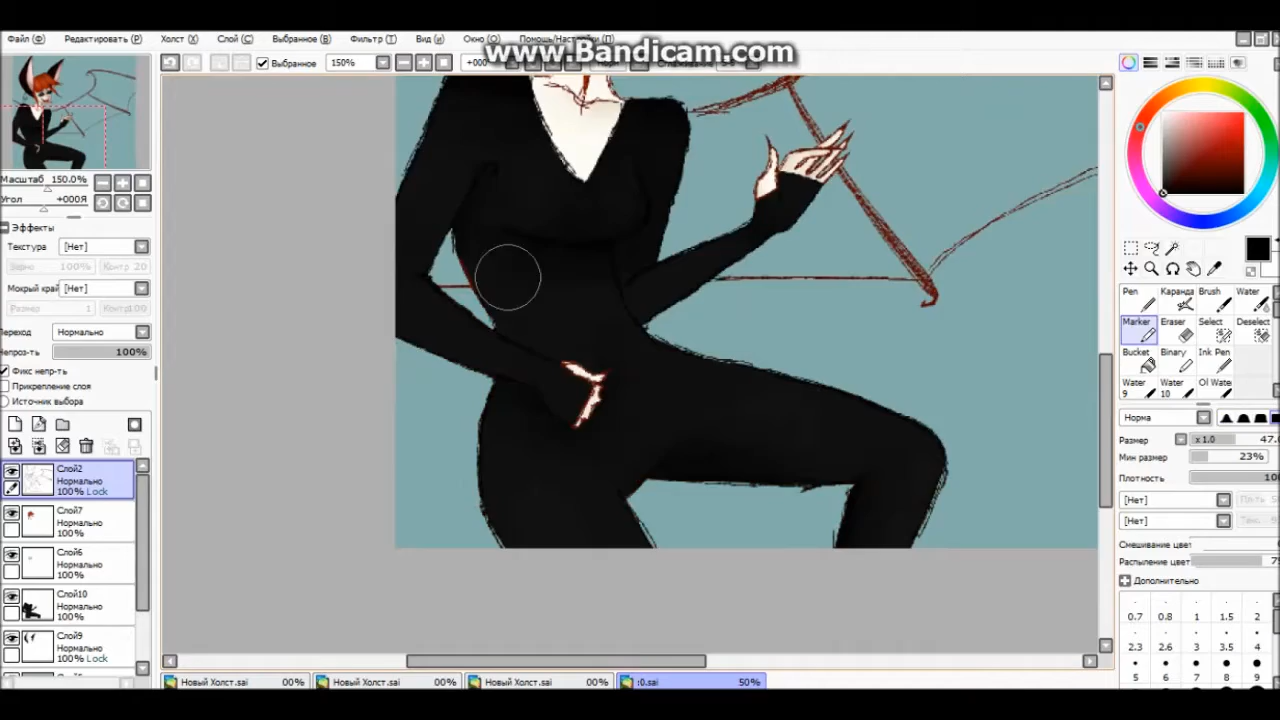 www.Bandicam.com
Файл (Ф) Редактировать (Р) Холст (X) Слой (C) Выбранное (B) Фильтр (T) Вид (и) Окно (O) Помощь/Настройки (П)
Выбранное 150% +000
Масштаб 150.0%
Угол +000Я
Эффекты
Текстура [Нет]
100% Контр 20
Мокрый край [Нет]
Размер 1 Контр 100
Переход Нормально
Непроз-ть 100%
Фикс непр-ть
Прикрепление слоя
Источник выбора
Слой2
Нормально
100% Lock
Слой7
Нормально
100%
Слой6
Нормально
100%
Слой10
Нормально
100%
Слой9
Нормально
68% Lock
Pen Каранда Brush Water
Marker Eraser Select Deselect
Bucket Binary Ink Pen
Water 9 Water 10 Ol Wate
Норма
Размер x 1.0 47.
Мин размер 23%
Плотность 100
[Нет]
[Нет]
Смешивание цвет
Распыление цвет 7
Дополнительно
0.7 0.8 1 1.5 2
2.3 2.6 3 3.5 4
5 6 7 8 9
Новый Холст.sai 00% Новый Холст.sai 00% Новый Холст.sai 00% :0.sai 50%